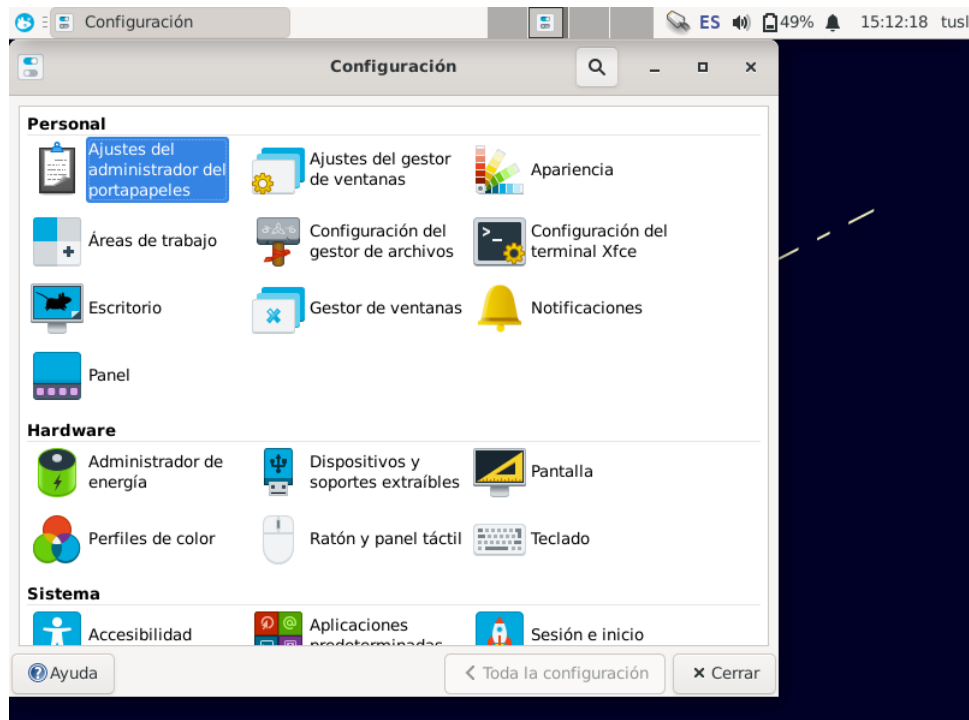 Configuración
ES
49%
15:12:18
tusl
Configuración
Personal
Ajustes del
administrador del
portapapeles
Ajustes del gestor
de ventanas
Apariencia
Áreas de trabajo
Configuración del
gestor de archivos
Configuración del
terminal Xfce
Escritorio
Gestor de ventanas
Notificaciones
Panel
Hardware
Administrador de
energía
Dispositivos y
soportes extraíbles
Pantalla
Perfiles de color
Ratón y panel táctil
Teclado
Sistema
Accesibilidad
Aplicaciones
predeterminadas
Sesión e inicio
Ayuda
Toda la configuración
Cerrar